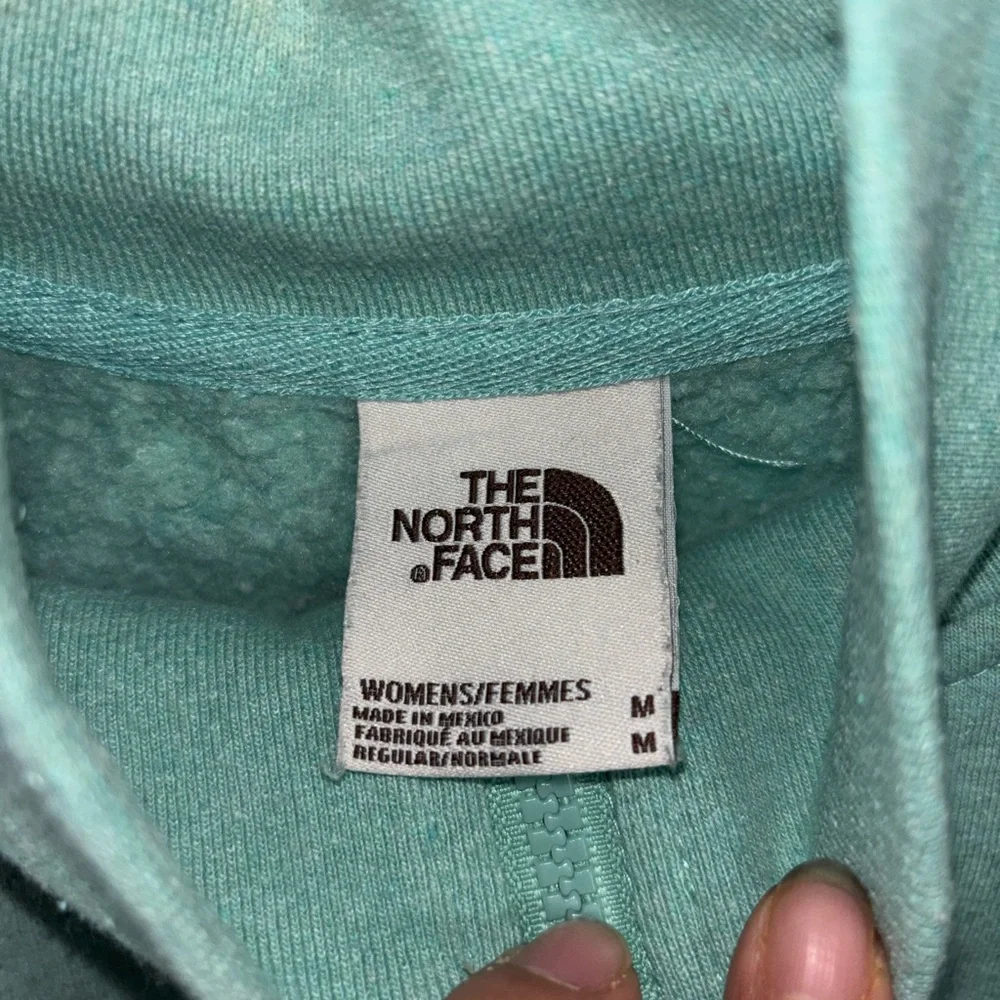 THE
NORTH
® FACE
WOMENS/FEMMES M
MADE IN MEXICO
FABRIQUÉ AU MEXIQUE M
REGULAR/NORMALE